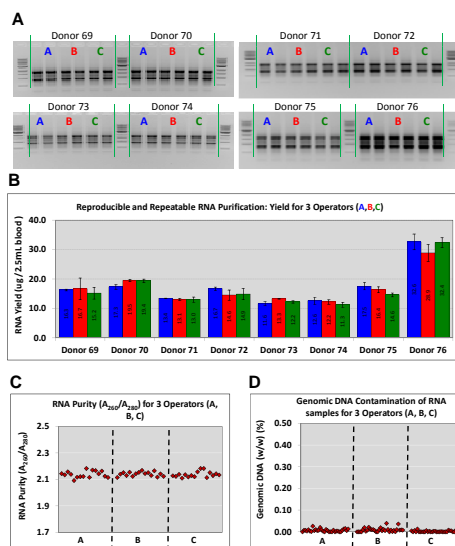 A
Donor 69 Donor 70 Donor 71 Donor 72
A B C A B C A B C A B C
Donor 73 Donor 74 Donor 75 Donor 76
A B C A B C A B C A B C
B
Reproducible and Repeatable RNA Purification: Yield for 3 Operators (A,B,C)
RNA Yield (ug / 2.5mL blood)
40.0
30.0
20.0
10.0
0.0
Donor 69 Donor 70 Donor 71 Donor 72 Donor 73 Donor 74 Donor 75 Donor 76
C
RNA Purity (A260/A280) for 3 Operators (A,
B, C)
RNA Purity (A260/A280)
2.5
2.3
2.1
1.9
1.7
A B C
D
Genomic DNA Contamination of RNA
samples for 3 Operators (A, B, C)
Genomic DNA (w/w) (%)
0.50
0.40
0.30
0.20
0.10
0.00
A B C